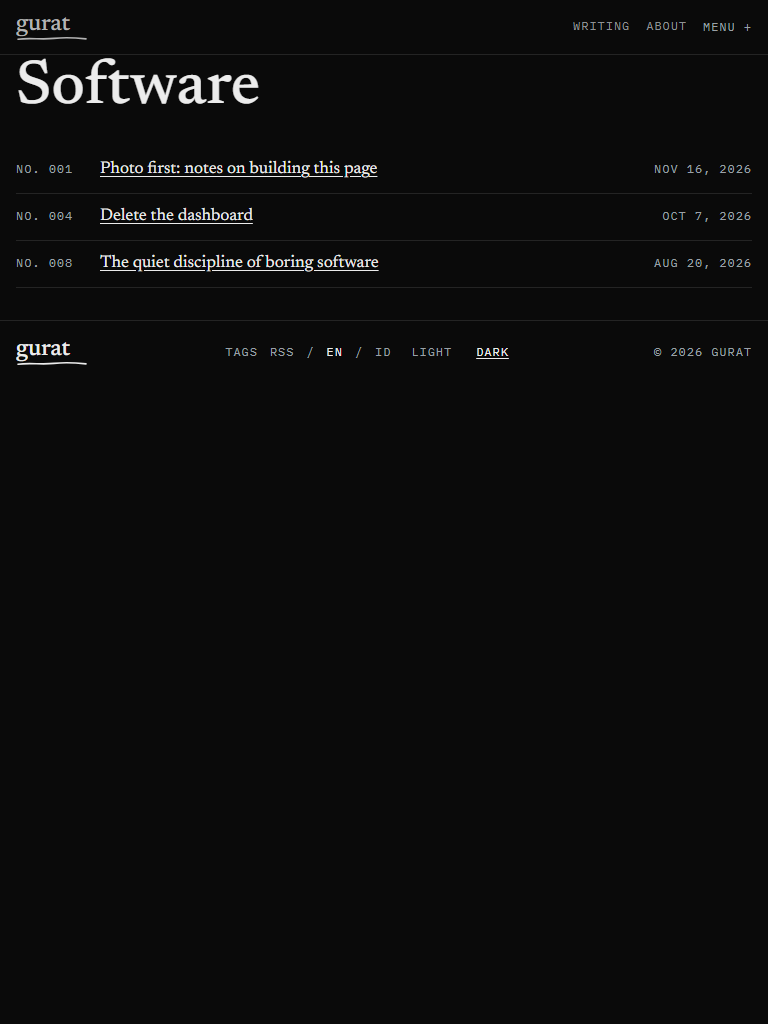 gurat WRITING ABOUT MENU +
Software
NO. 001 Photo first: notes on building this page NOV 16, 2026
NO. 004 Delete the dashboard OCT 7, 2026
NO. 008 The quiet discipline of boring software AUG 20, 2026
gurat TAGS RSS / EN / ID LIGHT DARK © 2026 GURAT